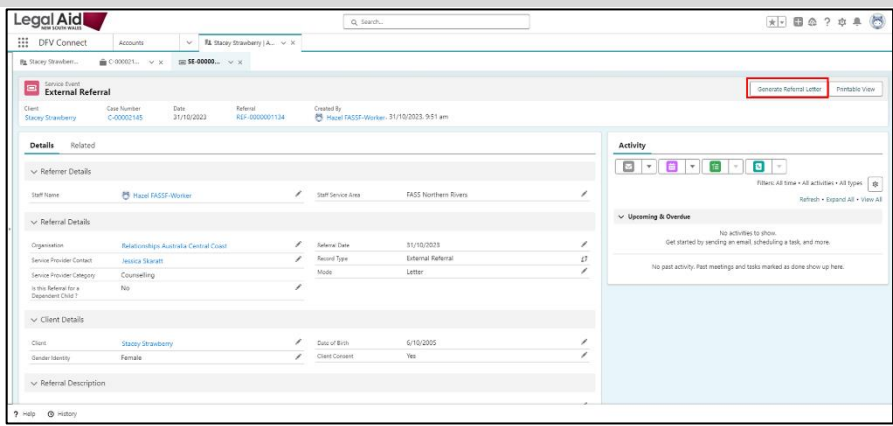 Legal Aid
NEW SOUTH WALES
Search...
DFV Connect
Accounts
Stacey Strawberry | A...
Stacey Strawberr...
C-000021...
SE-00000...
Service Event
External Referral
Generate Referral Letter
Printable View
Client
Case Number
Date
Referral
Created By
Stacey Strawberry
C-00002145
31/10/2023
REF-0000001134
Hazel FASSF-Worker, 31/10/2023, 9:51 am
Details
Related
Activity
Referrer Details
Staff Name
Hazel FASSF-Worker
Staff Service Area
FASS Northern Rivers
Filters: All time • All activities • All types
Refresh • Expand All • View All
Referral Details
Upcoming & Overdue
No activities to show.
Get started by sending an email, scheduling a task, and more.
No past activity. Past meetings and tasks marked as done show up here.
Organisation
Relationships Australia Central Coast
Referral Date
31/10/2023
Service Provider Contact
Jessica Skaratt
Record Type
External Referral
Service Provider Category
Counselling
Mode
Letter
Is this Referral for a
Dependent Child ?
No
Client Details
Client
Stacey Strawberry
Date of Birth
6/10/2005
Gender Identity
Female
Client Consent
Yes
Referral Description
? Help
History